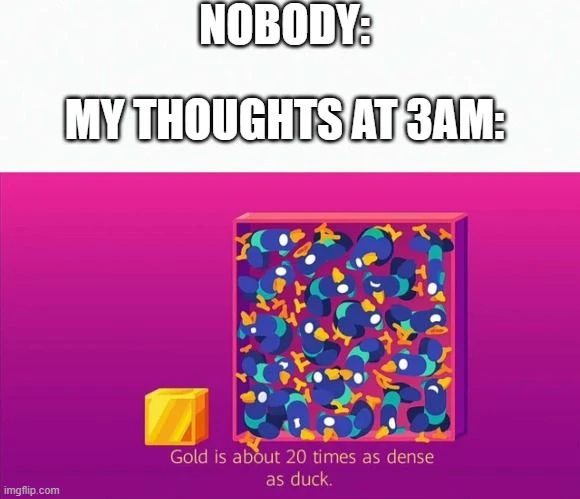 NOBODY:
MY THOUGHTS AT 3AM:
Gold is about 20 times as dense
as duck.
imgflip.com